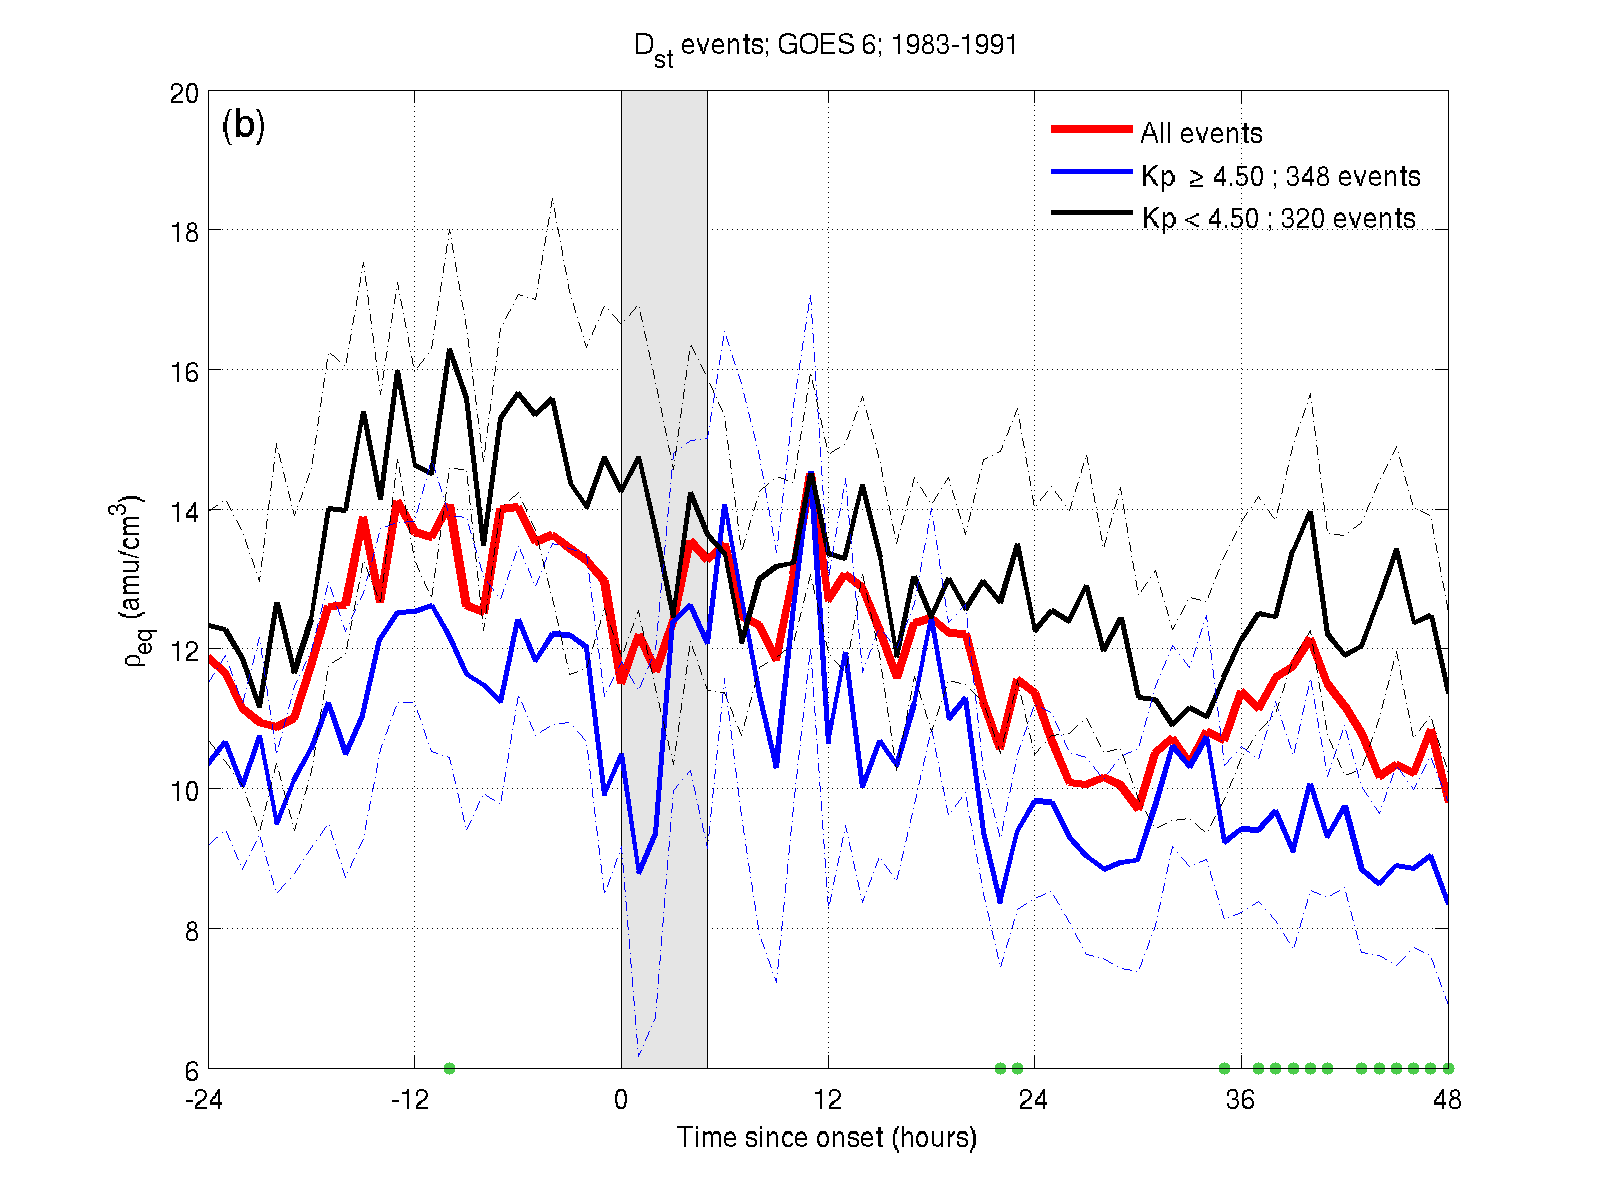 Dst events; GOES 6; 1983-1991
(b)
All events
Kp ≥ 4.50 ; 348 events
Kp < 4.50 ; 320 events
20
18
16
14
12
10
8
6
ρeq (amu/cm3)
-24 -12 0 12 24 36 48
Time since onset (hours)